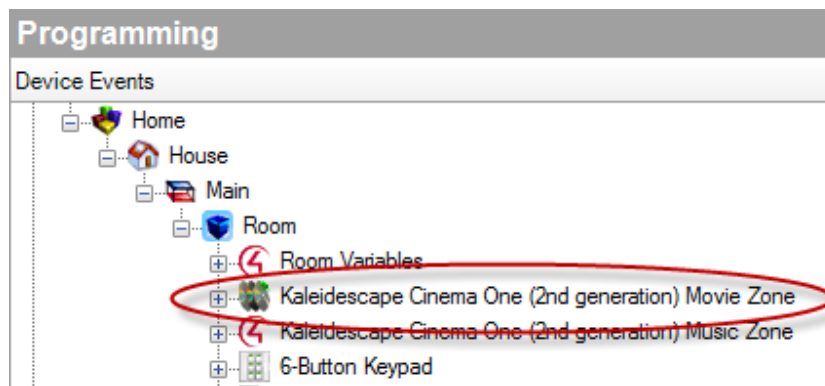 Programming
Device Events
Home
House
Main
Room
Room Variables
Kaleidescape Cinema One (2nd generation) Movie Zone
Kaleidescape Cinema One (2nd generation) Music Zone
6-Button Keypad